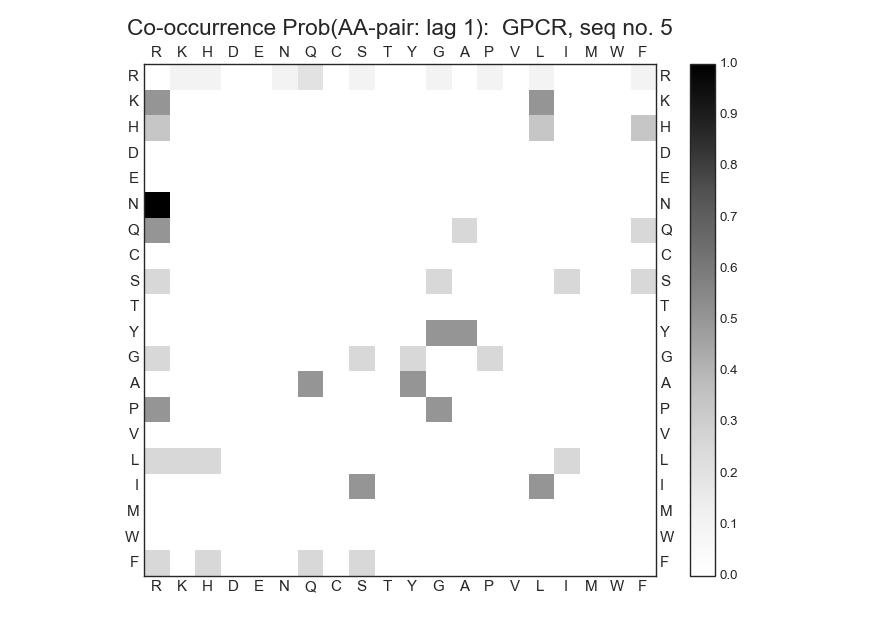 Co-occurrence Prob(AA-pair: lag 1):  GPCR, seq no. 5
R K H D E N Q C S T Y G A P V L I M W F
R R
K K
H H
D D
E E
N N
Q Q
C C
S S
T T
Y Y
G G
A A
P P
V V
L L
I I
M M
W W
F F
R K H D E N Q C S T Y G A P V L I M W F
1.0
0.9
0.8
0.7
0.6
0.5
0.4
0.3
0.2
0.1
0.0